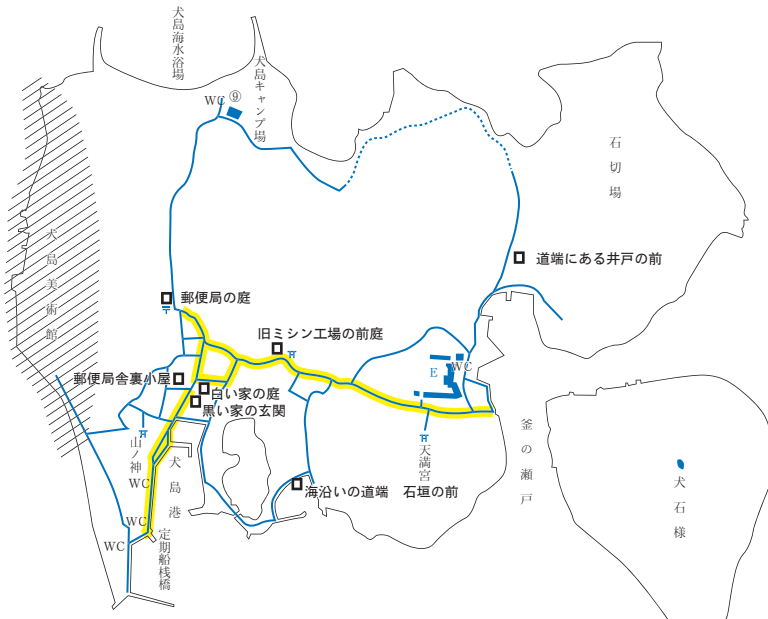 犬島海水浴場
犬島キャンプ場
WC
⑨
石切場
犬島美術館
道端にある井戸の前
郵便局の庭
〒
旧ミシン工場の前庭
WC
E
郵便局舎裏小屋
白い家の庭
黒い家の玄関
山ノ神
天満宮
釜の瀬戸
犬島港
WC
海沿いの道端 石垣の前
犬石様
WC
WC
定期船桟橋